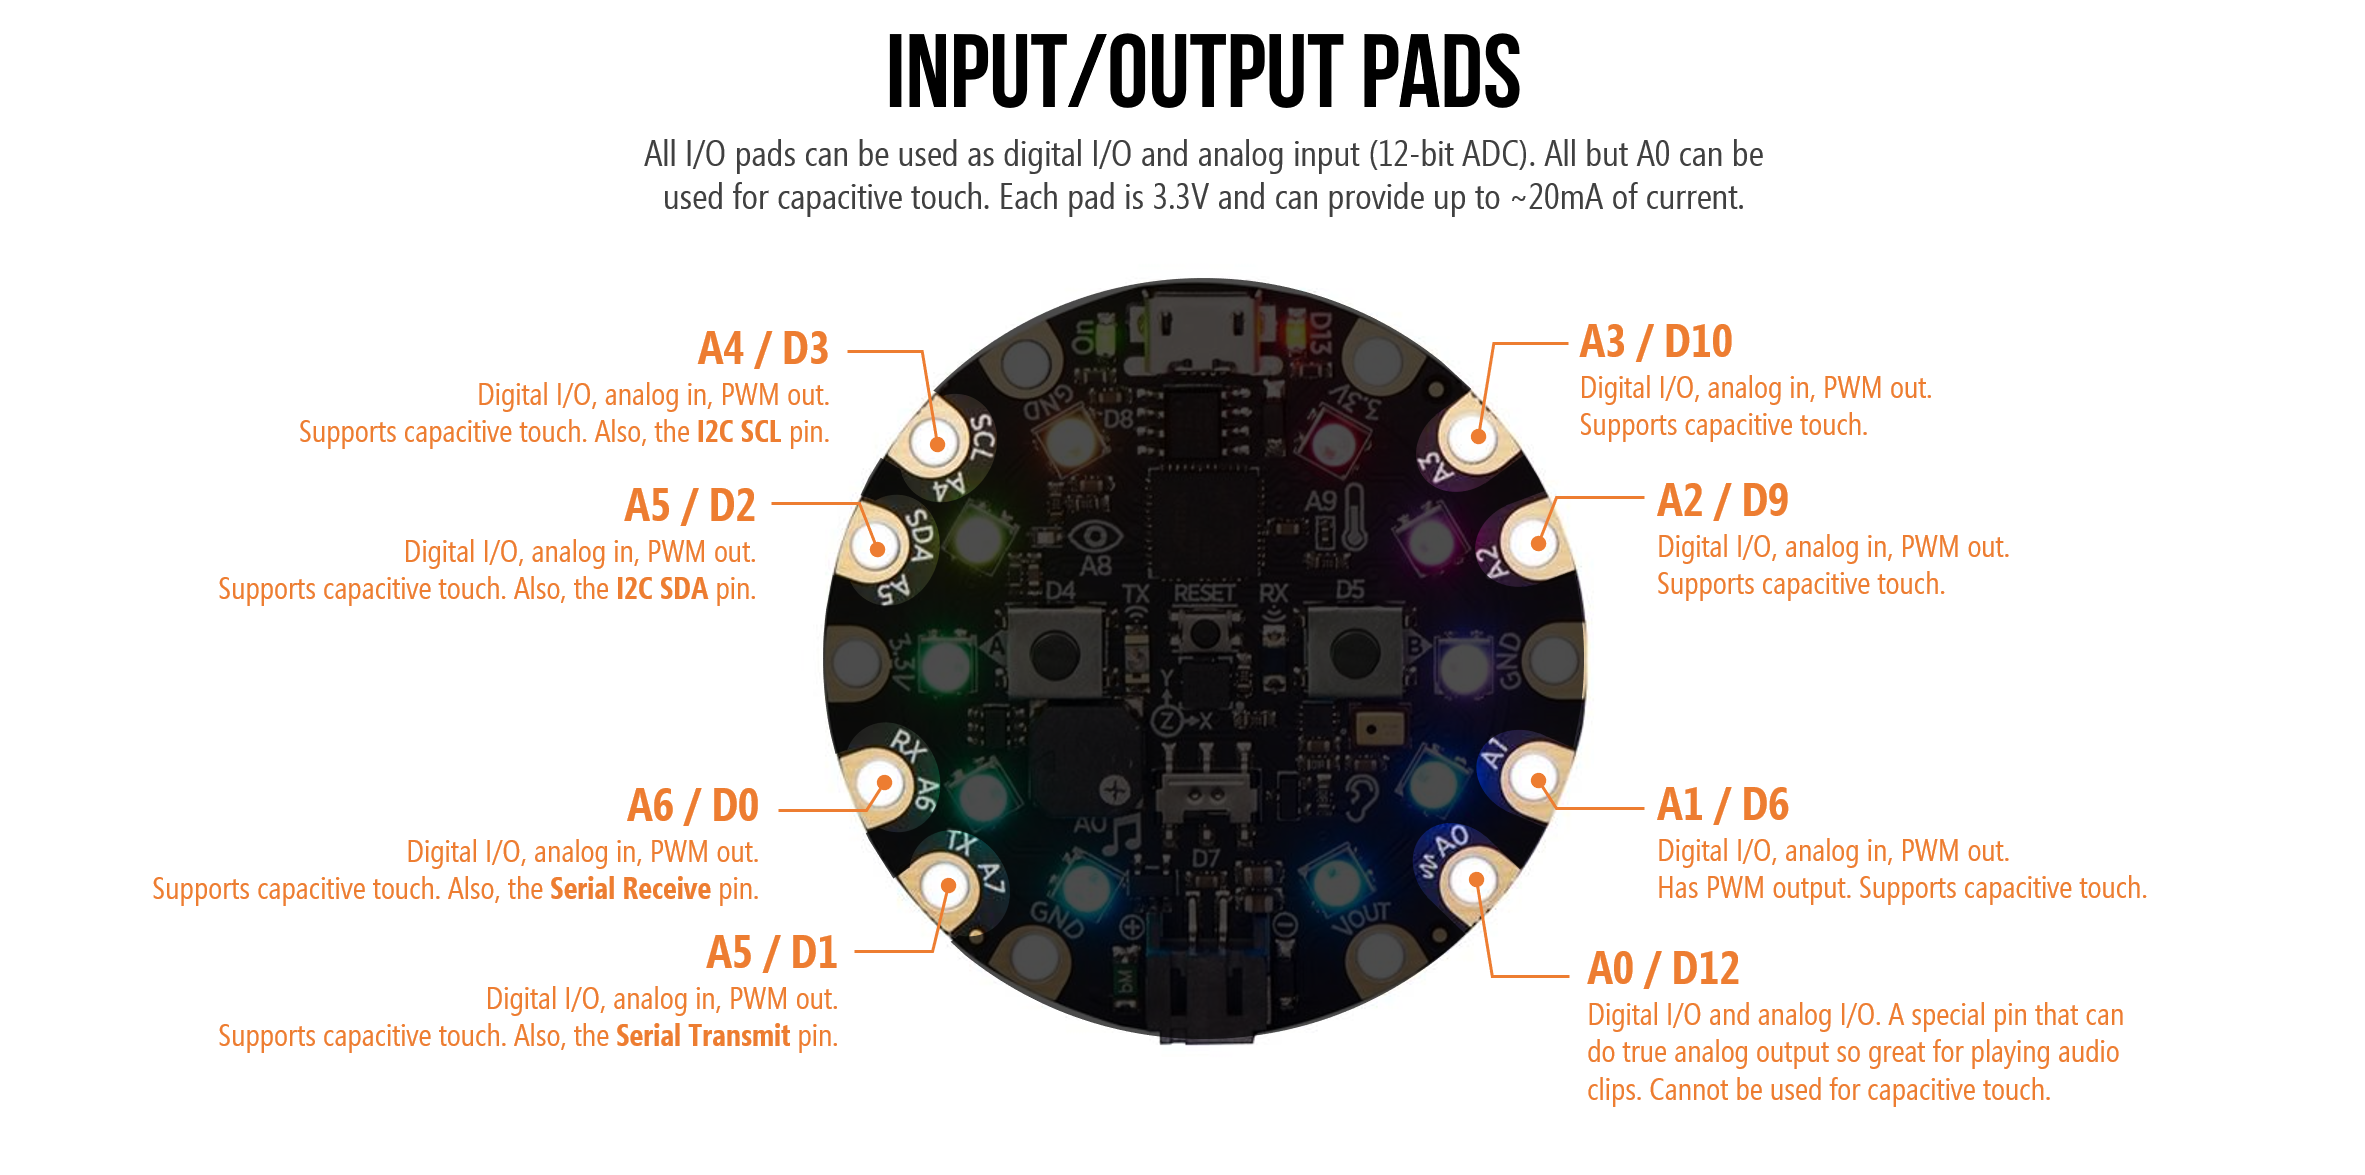 INPUT/OUTPUT PADS
All I/O pads can be used as digital I/O and analog input (12-bit ADC). All but A0 can be
used for capacitive touch. Each pad is 3.3V and can provide up to ~20mA of current.
A4 / D3
Digital I/O, analog in, PWM out.
Supports capacitive touch. Also, the I2C SCL pin.
A5 / D2
Digital I/O, analog in, PWM out.
Supports capacitive touch. Also, the I2C SDA pin.
A6 / D0
Digital I/O, analog in, PWM out.
Supports capacitive touch. Also, the Serial Receive pin.
A5 / D1
Digital I/O, analog in, PWM out.
Supports capacitive touch. Also, the Serial Transmit pin.
On
D13
GND
D8
3.3V
SCL
A4
A3
SDA
A5
A9
A8
A2
D4
TX
RESET
RX
D5
3.3V
A
B
GND
Y
Z
X
RX
A6
A1
A0
TX
A7
D7
A0
GND
VOUT
A3 / D10
Digital I/O, analog in, PWM out.
Supports capacitive touch.
A2 / D9
Digital I/O, analog in, PWM out.
Supports capacitive touch.
A1 / D6
Digital I/O, analog in, PWM out.
Has PWM output. Supports capacitive touch.
A0 / D12
Digital I/O and analog I/O. A special pin that can
do true analog output so great for playing audio
clips. Cannot be used for capacitive touch.